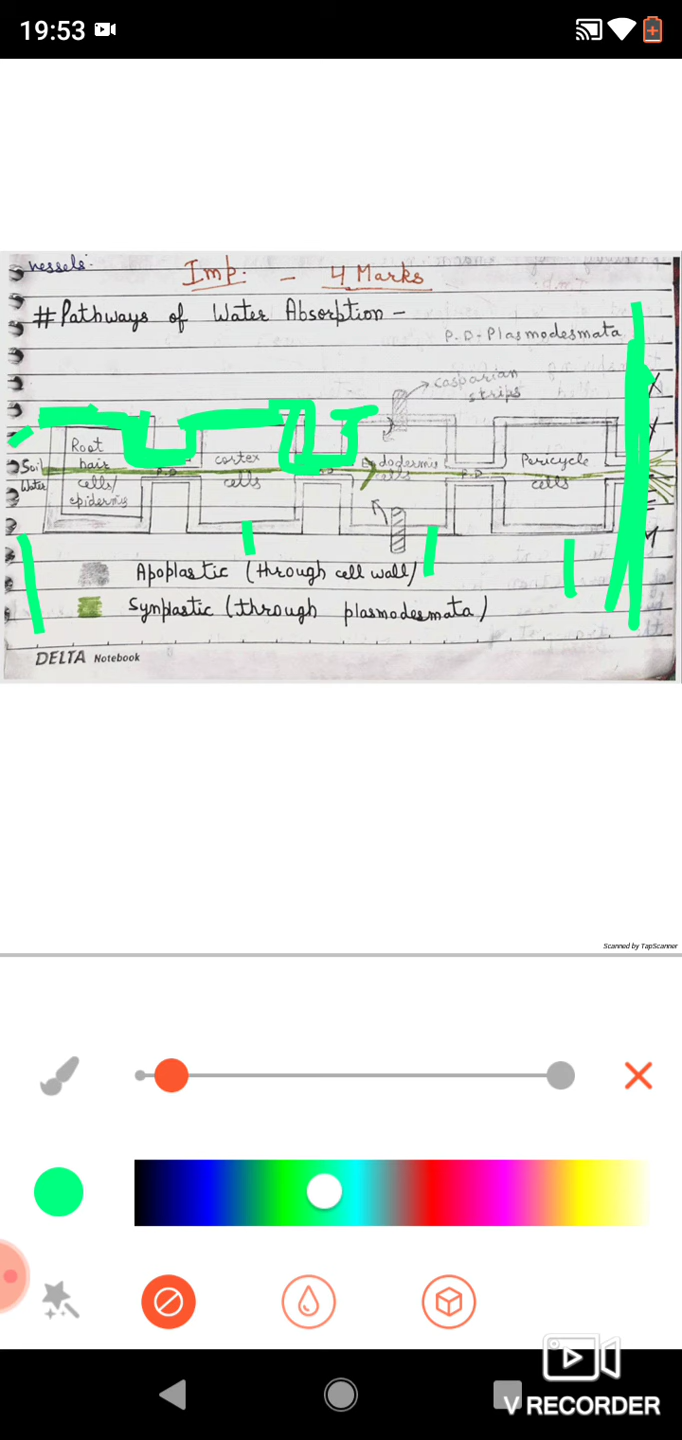 19:53
vessels.
Imp. - 4 Marks
#Pathways of Water Absorption -
P.D-Plasmodesmata
casparian
strips
Root
hair
cells/
epidermis
Soil
Water
P.D
cortex
cells
Endodermis
cells
P.D
Pericycle
cells
Apoplastic (through cell wall)
Synplastic (through plasmodesmata)
DELTA Notebook
Scanned by TapScanner
V RECORDER